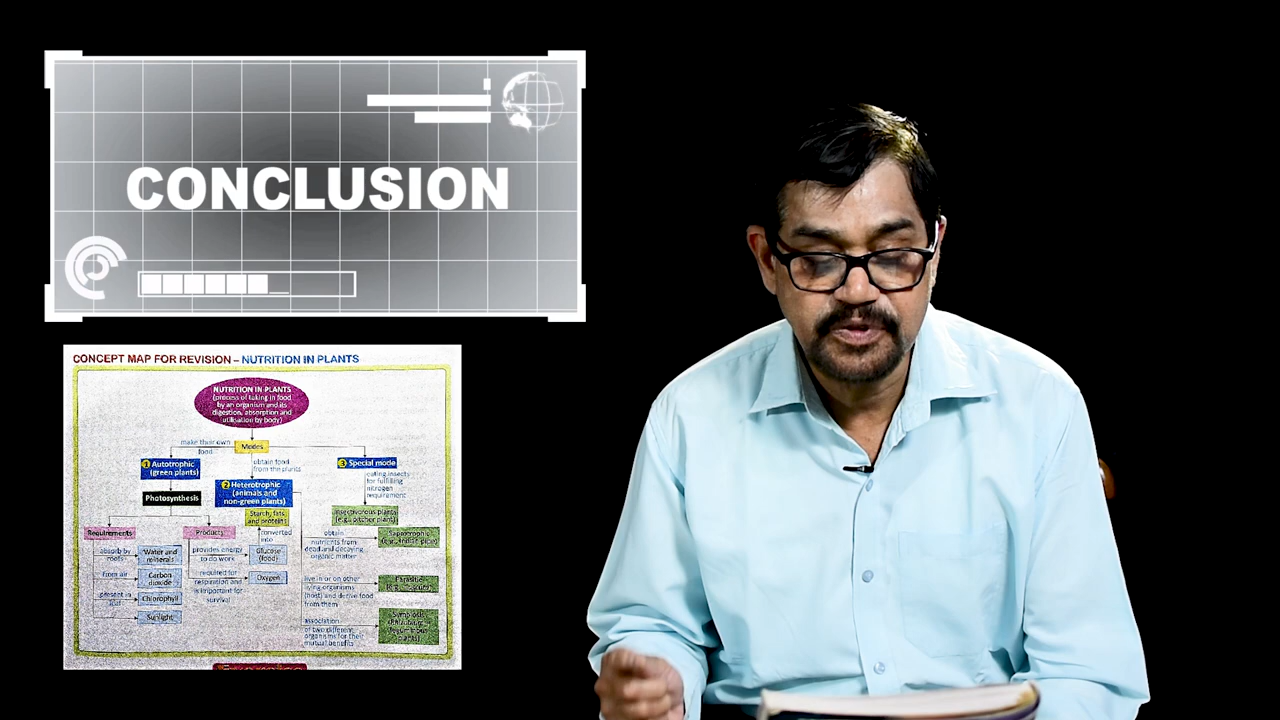 CONCLUSION
CONCEPT MAP FOR REVISION – NUTRITION IN PLANTS
NUTRITION IN PLANTS
(process of taking in food
by an organism and its
digestion, absorption and
utilisation by body)
make their own
food
Modes
obtain food
from the plants
1 Autotrophic
(green plants)
2 Heterotrophic
(animals and
non-green plants)
3 Special mode
eating insects
for fulfilling
nitrogen
requirement
Photosynthesis
Insectivorous plants
(e.g., pitcher plant)
Requirements
Products
Starch, fats
and proteins
converted
into
absorb by
roots
Water and
minerals
from air
Carbon
dioxide
present in
leaf
Chlorophyll
Sunlight
provides energy
to do work
Glucose
(food)
required for
respiration and
is important for
survival
Oxygen
obtain
nutrients from
dead and decaying
organic matter
Saprotrophic
live in or on other
living organisms
(host) and derive food
from them
Parasitic
association
of two different
organisms for their
mutual benefits
Symbiotic